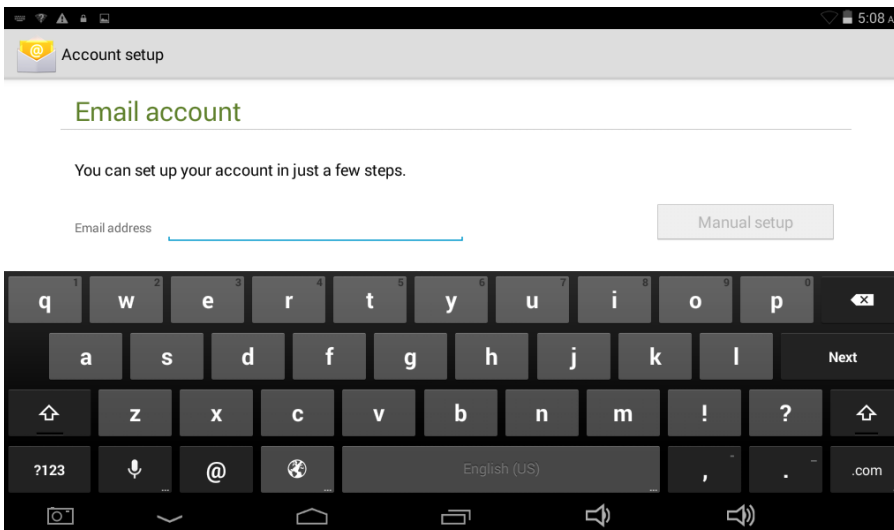 5:08 A
Account setup
Email account
You can set up your account in just a few steps.
Email address
Manual setup
1 2 3 4 5 6 7 8 9 0
q w e r t y u i o p
a s d f g h j k l Next
z x c v b n m ! ?
?123 @ English (US) , . .com